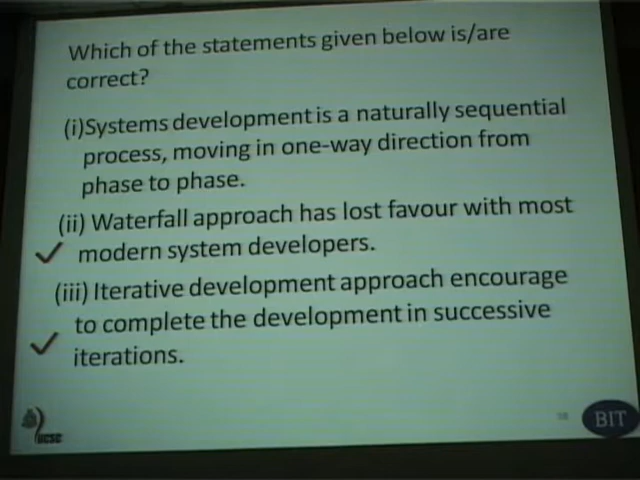 Which of the statements given below is/are
correct?
(i)Systems development is a naturally sequential
process, moving in one-way direction from
phase to phase.
(ii) Waterfall approach has lost favour with most
modern system developers.
(iii) Iterative development approach encourage
to complete the development in successive
iterations.
ucsc
BIT